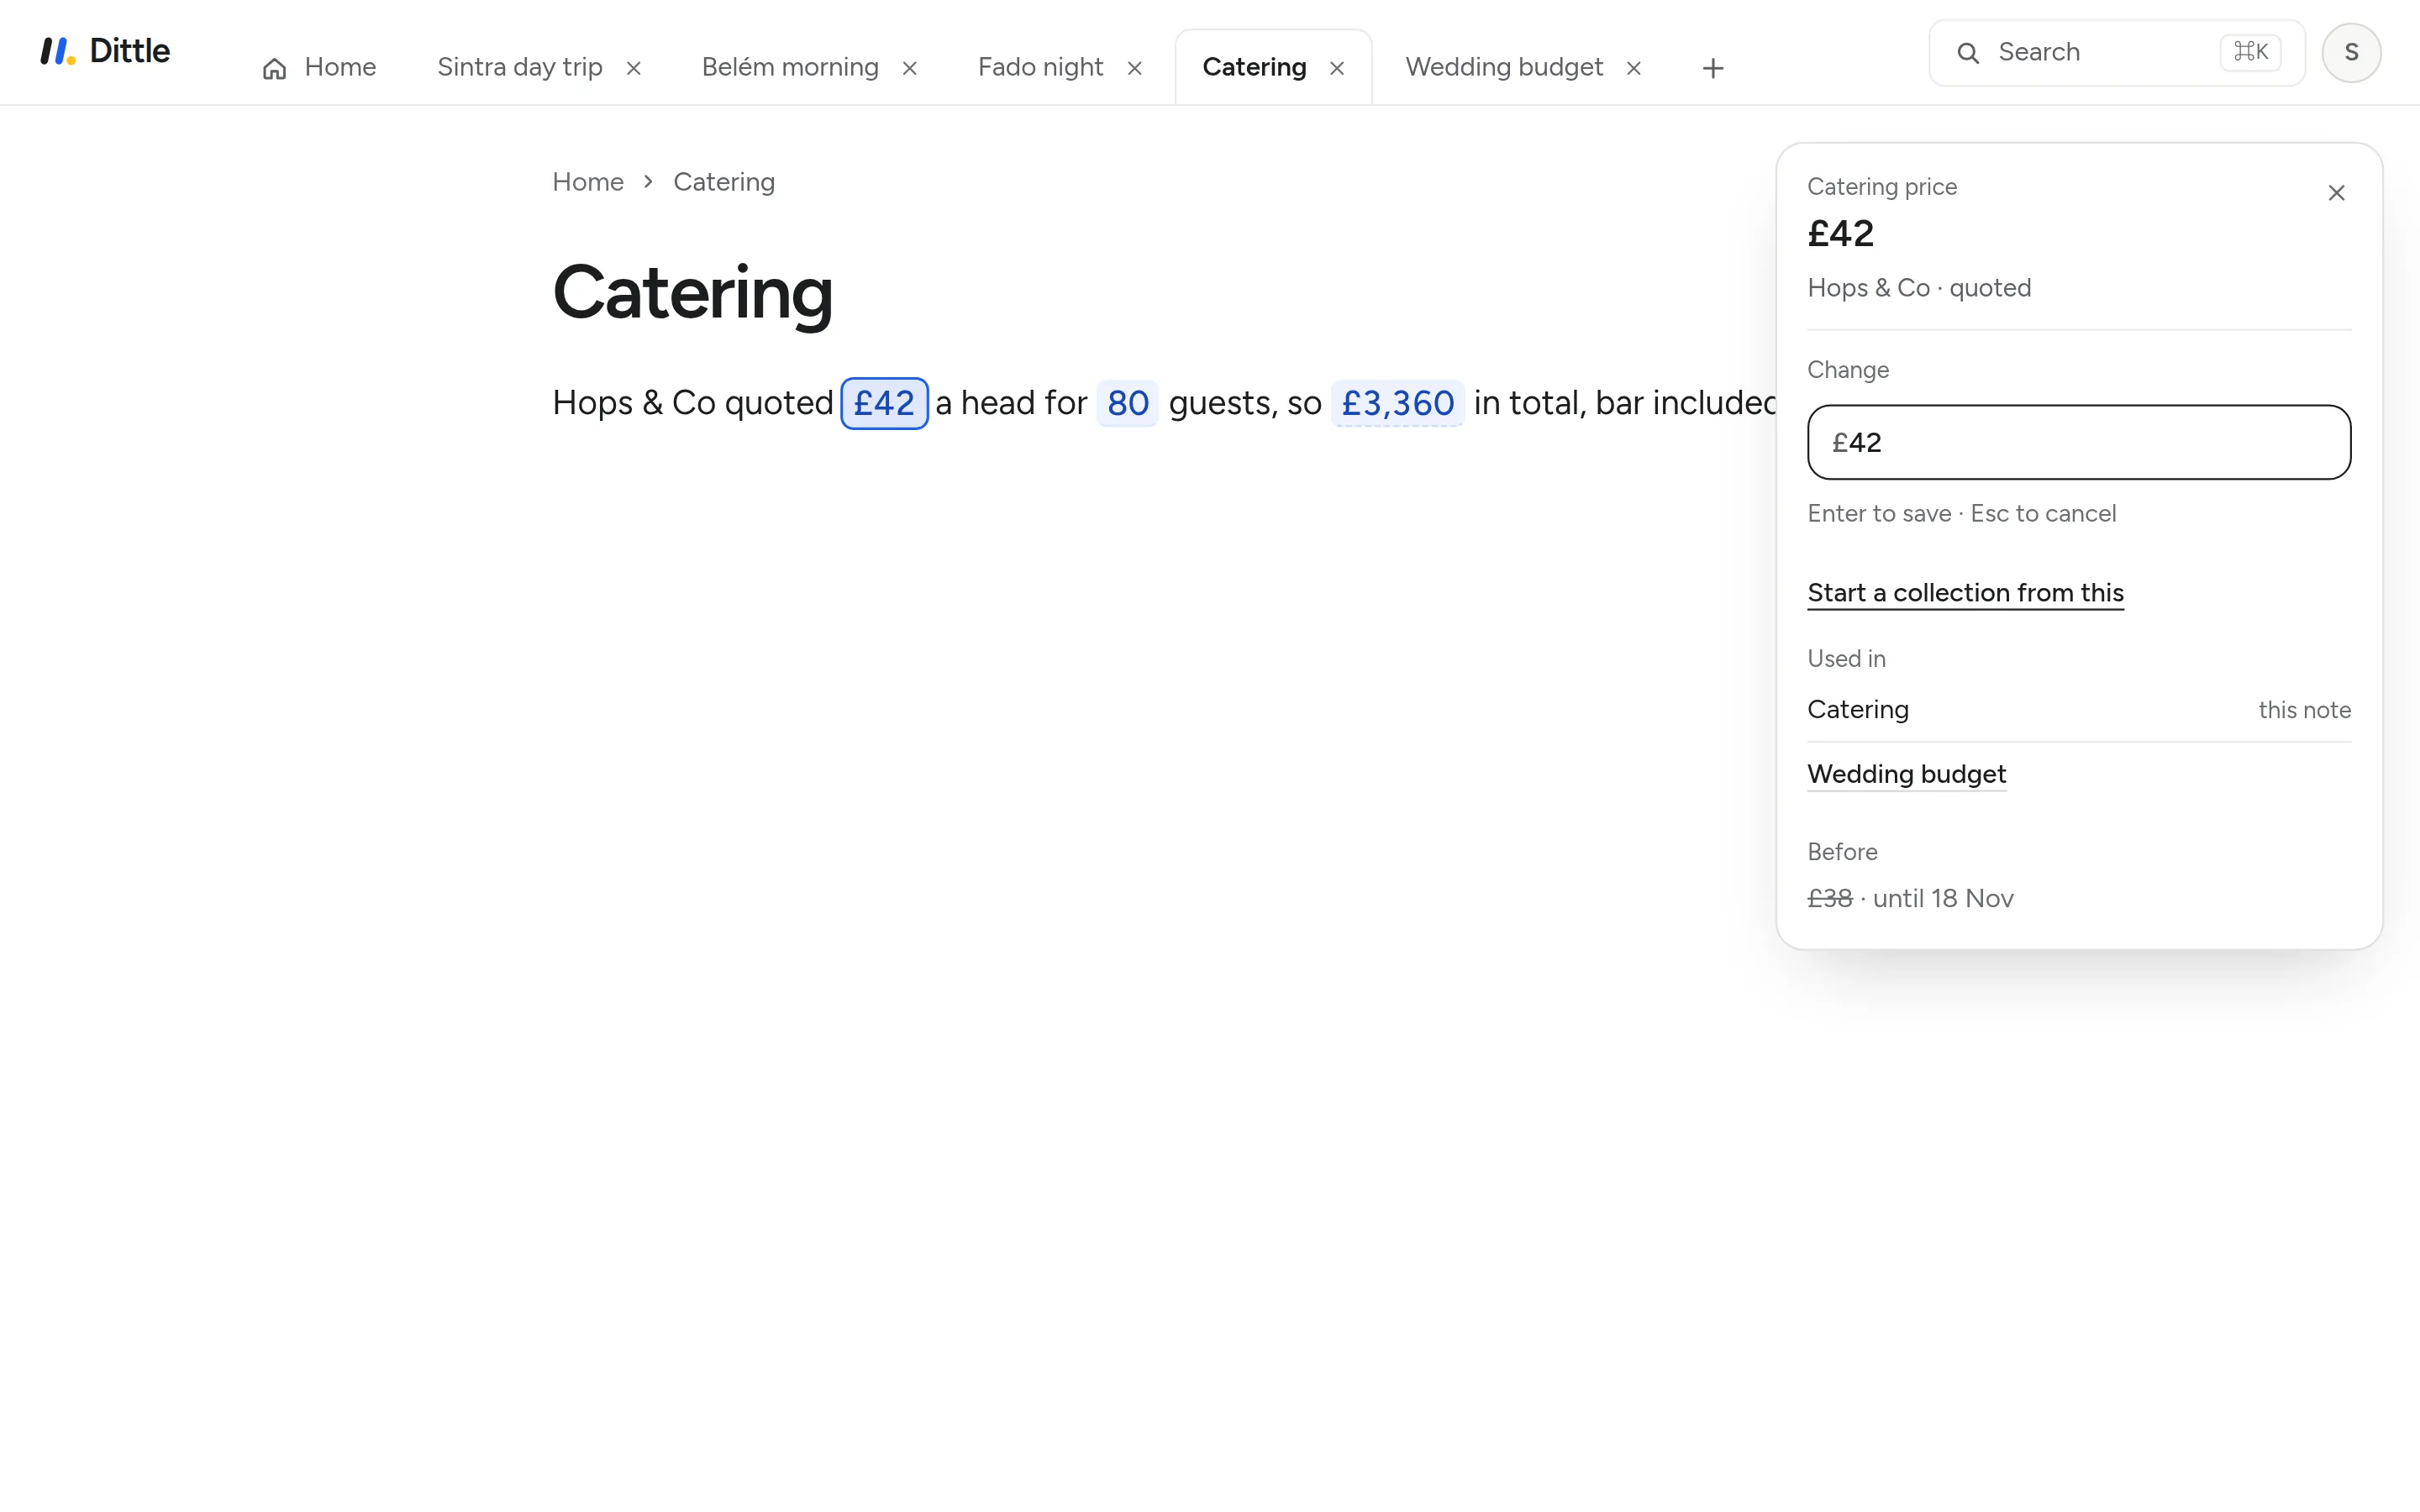 Dittle
Home
Sintra day trip
Belém morning
Fado night
Catering
Wedding budget
Search
⌘K
S
Home
Catering
Catering
Hops & Co quoted £42 a head for 80 guests, so £3,360 in total, bar included
Catering price
£42
Hops & Co · quoted
Change
£42
Enter to save · Esc to cancel
Start a collection from this
Used in
Catering this note
Wedding budget
Before
£38 · until 18 Nov